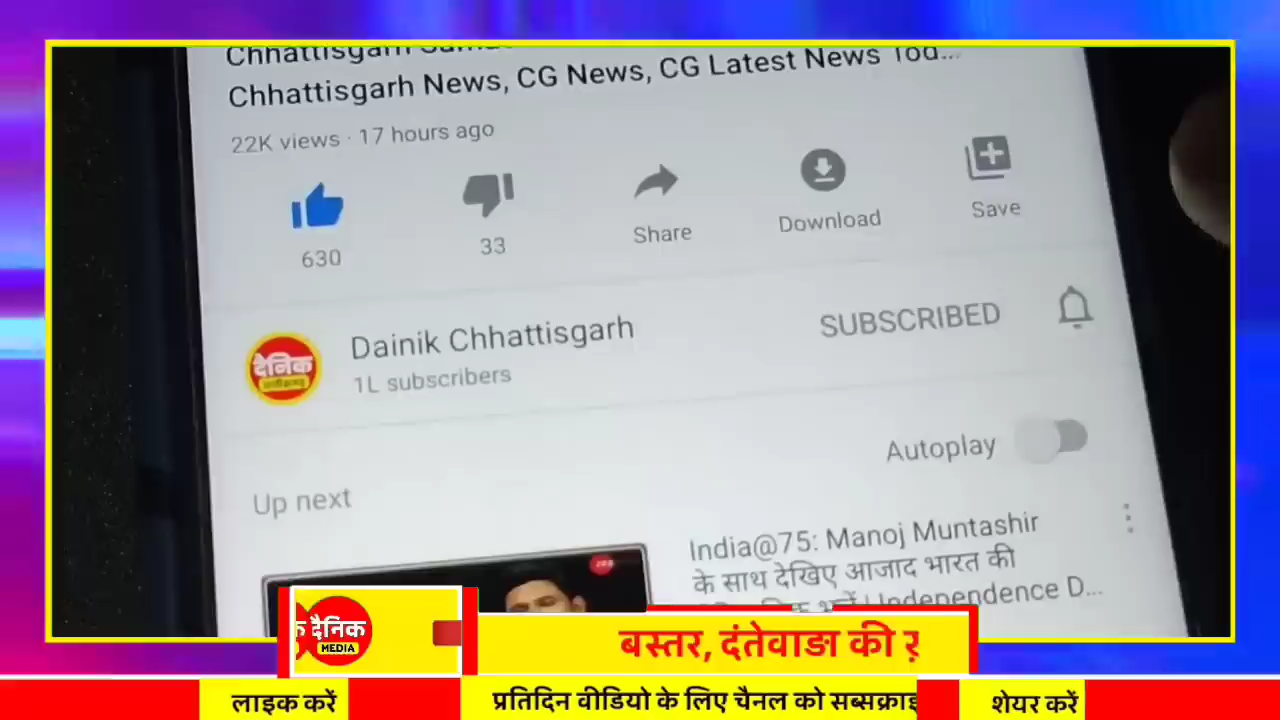 Chhattisgarh
Chhattisgarh News, CG News, CG Latest News Tod...
22K views · 17 hours ago
630
33
Share
Download
Save
दैनिक
Dainik Chhattisgarh
1L subscribers
SUBSCRIBED
Autoplay
Up next
India@75: Manoj Muntashir
के साथ देखिए आजाद भारत की
Independence D...
दैनिक
MEDIA
बस्तर, दंतेवाडा की
लाइक करें
प्रतिदिन वीडियो के लिए चैनल को
शेयर करें